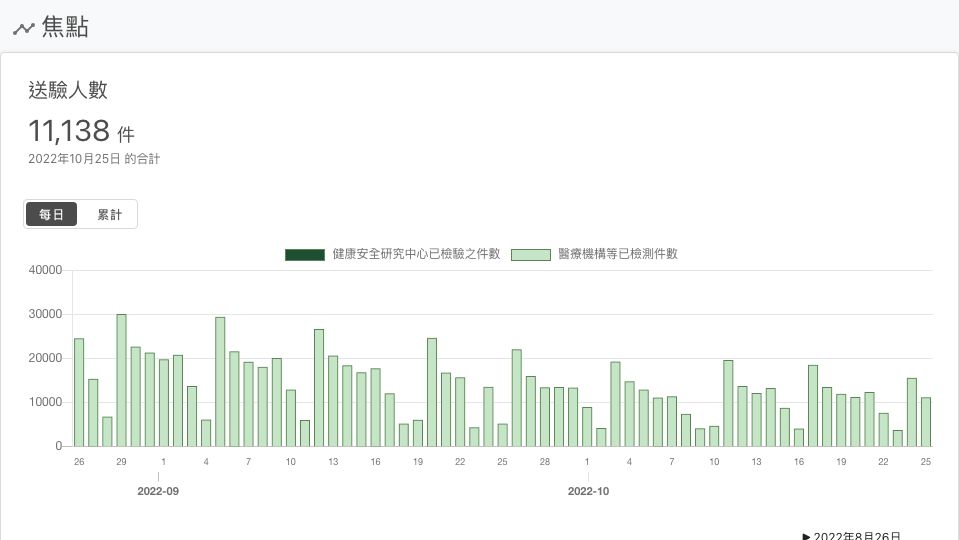 焦點
送驗人數
11,138 件
2022年10月25日 的合計
每日 累計
健康安全研究中心已檢驗之件數 醫療機構等已檢測件數
40000
30000
20000
10000
0
26 29 1 4 7 10 13 16 19 22 25 28 1 4 7 10 13 16 19 22 25
2022-09 2022-10
▶ 2022年8月26日